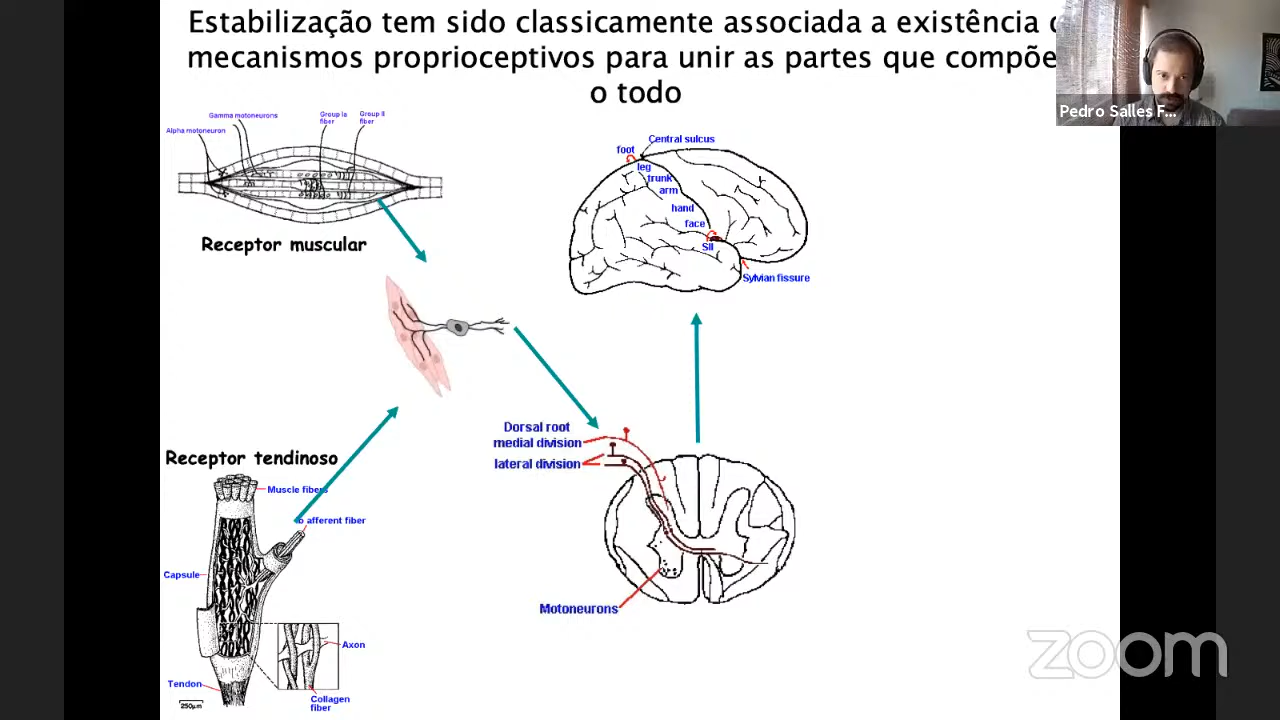 Estabilização tem sido classicamente associada a existência
mecanismos proprioceptivos para unir as partes que compõe
o todo
Pedro Salles F...
Gamma motoneurons
Group Ia
fiber
Group II
fiber
Alpha motoneuron
Receptor muscular
Central sulcus
foot
leg
trunk
arm
hand
face
SII
Sylvian fissure
Dorsal root
medial division
lateral division
Motoneurons
Receptor tendinoso
Muscle fibers
afferent fiber
Capsule
Axon
Tendon
Collagen
fiber
250µm
zoom